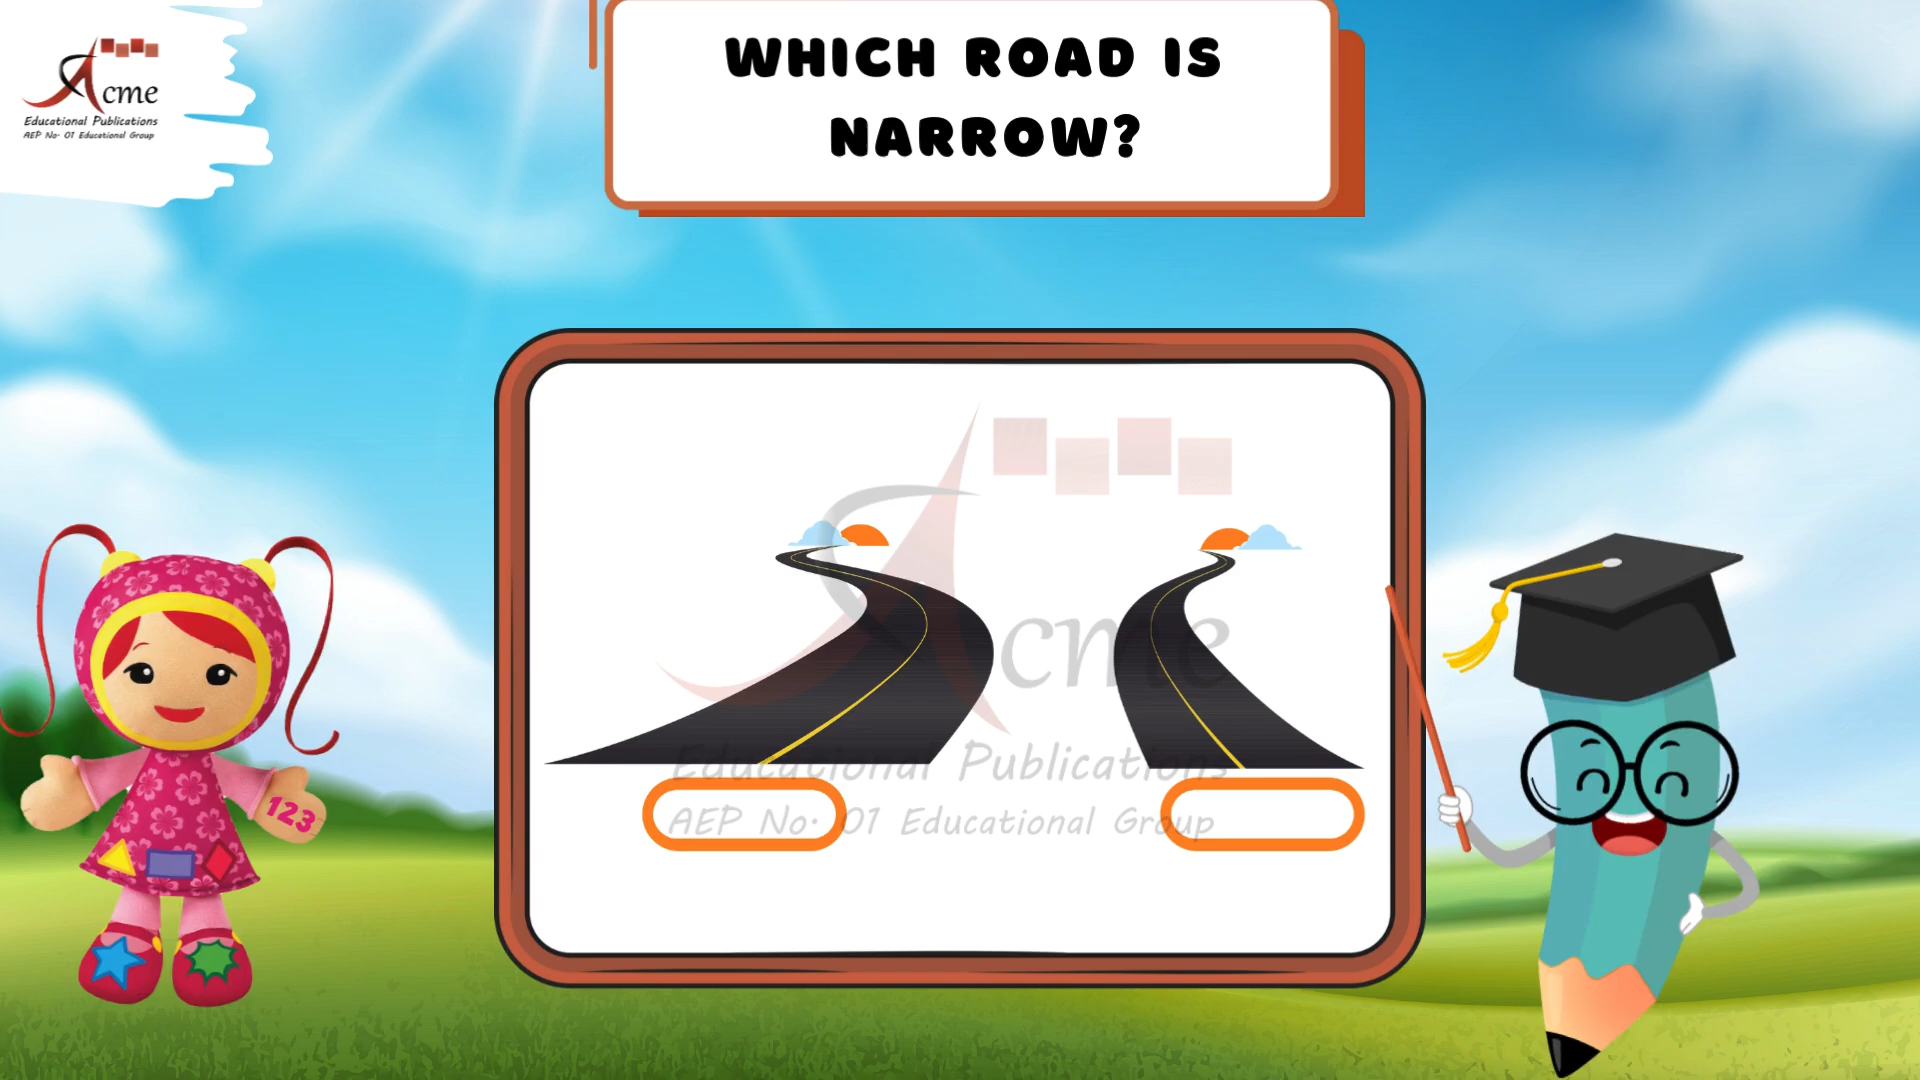 Acme
Educational Publications
AEP No. 01 Educational Group
WHICH ROAD IS
NARROW?
Acme
Educational Publications
AEP No. 01 Educational Group
123